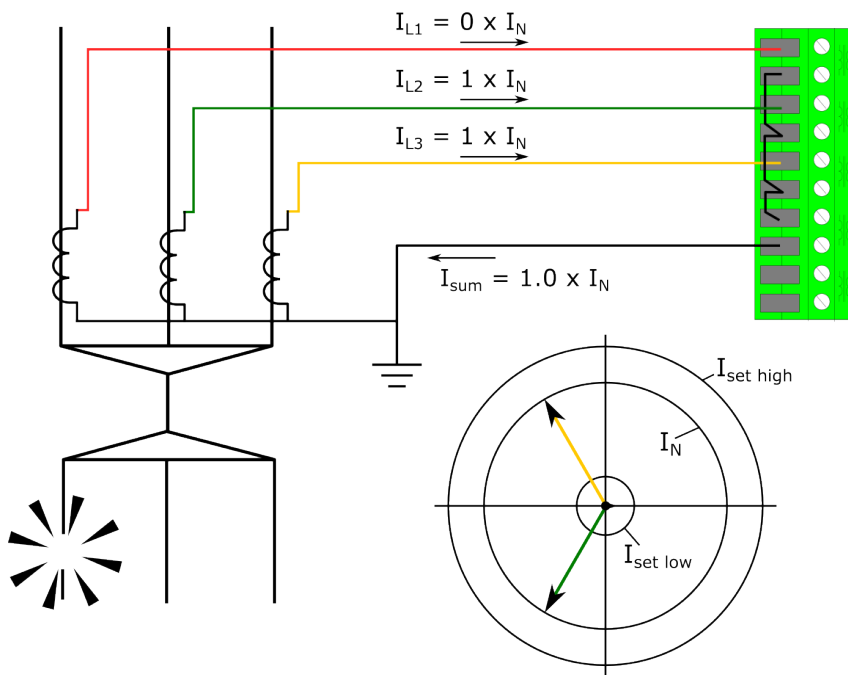 I_L1 = 0 x I_N
I_L2 = 1 x I_N
I_L3 = 1 x I_N
I_sum = 1.0 x I_N
I_set high
I_N
I_set low